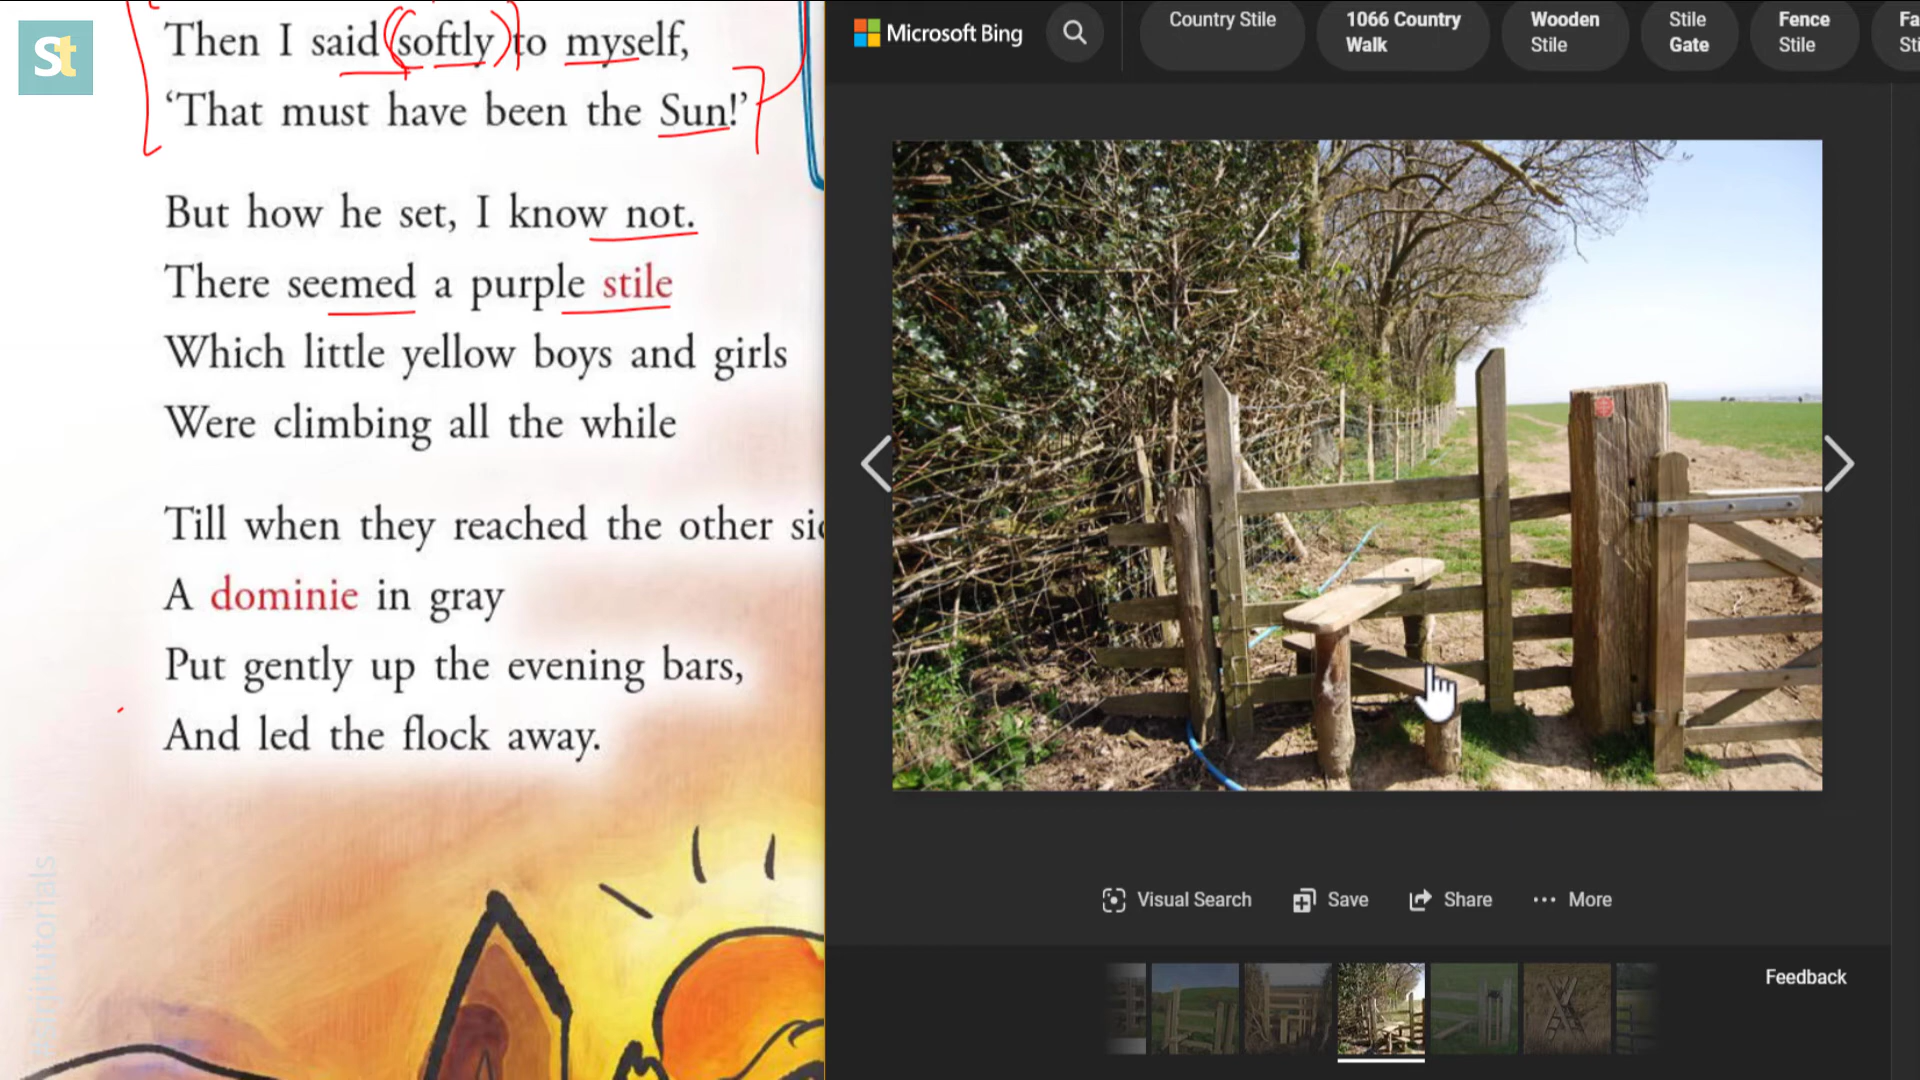 St
Then I said softly to myself,
‘That must have been the Sun!’
But how he set, I know not.
There seemed a purple stile
Which little yellow boys and girls
Were climbing all the while
Till when they reached the other sid
A dominie in gray
Put gently up the evening bars,
And led the flock away.
Microsoft Bing
Country Stile
1066 Country
Walk
Wooden
Stile
Stile
Gate
Fence
Stile
Fa
Sti
Visual Search
Save
Share
More
Feedback